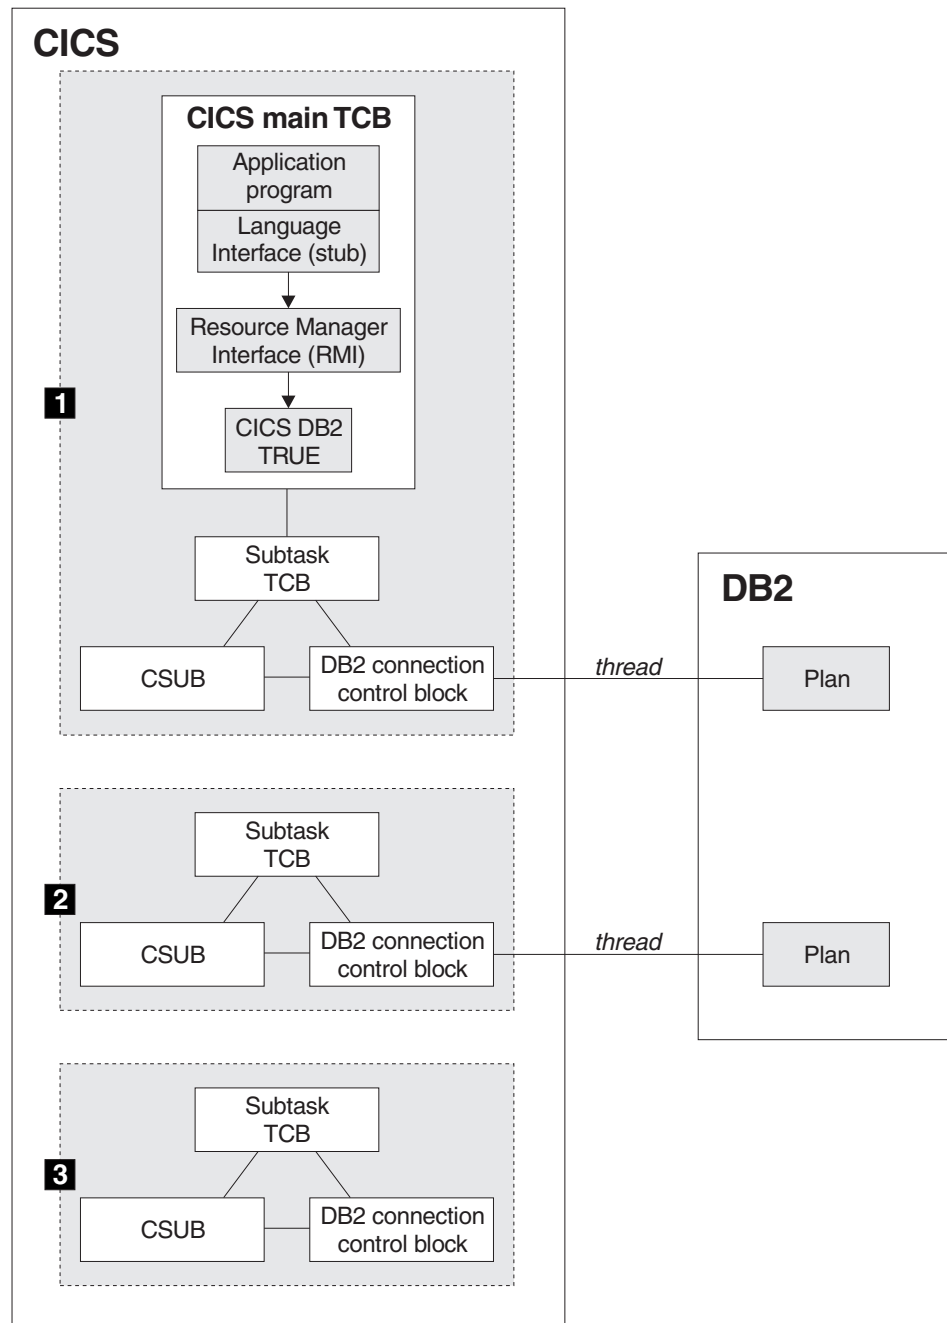 CICS
CICS main TCB
Application
program
Language
Interface (stub)
Resource Manager
Interface (RMI)
1
CICS DB2
TRUE
Subtask
TCB
DB2
CSUB
DB2 connection
control block
thread
Plan
Subtask
TCB
2
CSUB
DB2 connection
control block
thread
Plan
Subtask
TCB
3
CSUB
DB2 connection
control block